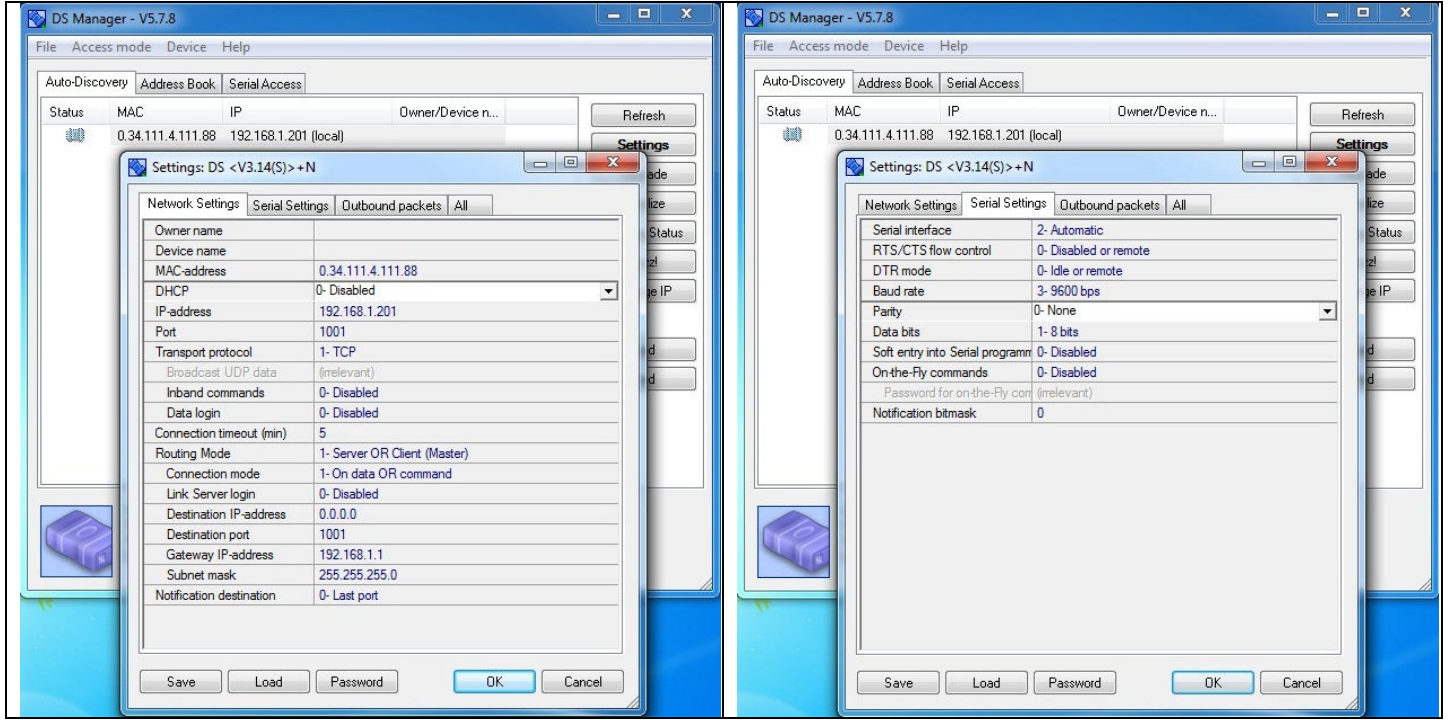 DS Manager - V5.7.8
File Access mode Device Help
Auto-Discovery Address Book Serial Access
Status MAC IP Owner/Device n...
0.34.111.4.111.88 192.168.1.201 (local)
Refresh
Settings
ade
lize
Status
zz!
ge IP
d
d
Settings: DS <V3.14(S)>+N
Network Settings Serial Settings Outbound packets All
Owner name
Device name
MAC-address 0.34.111.4.111.88
DHCP 0- Disabled
IP-address 192.168.1.201
Port 1001
Transport protocol 1- TCP
Broadcast UDP data (irrelevant)
Inband commands 0- Disabled
Data login 0- Disabled
Connection timeout (min) 5
Routing Mode 1- Server OR Client (Master)
Connection mode 1- On data OR command
Link Server login 0- Disabled
Destination IP-address 0.0.0.0
Destination port 1001
Gateway IP-address 192.168.1.1
Subnet mask 255.255.255.0
Notification destination 0- Last port
Save Load Password OK Cancel
DS Manager - V5.7.8
File Access mode Device Help
Auto-Discovery Address Book Serial Access
Status MAC IP Owner/Device n...
0.34.111.4.111.88 192.168.1.201 (local)
Refresh
Settings
ade
lize
Status
z!
ge IP
d
d
Settings: DS <V3.14(S)>+N
Network Settings Serial Settings Outbound packets All
Serial interface 2- Automatic
RTS/CTS flow control 0- Disabled or remote
DTR mode 0- Idle or remote
Baud rate 3- 9600 bps
Parity 0- None
Data bits 1- 8 bits
Soft entry into Serial programm 0- Disabled
On-the-Fly commands 0- Disabled
Password for on-the-Fly com (irrelevant)
Notification bitmask 0
Save Load Password OK Cancel